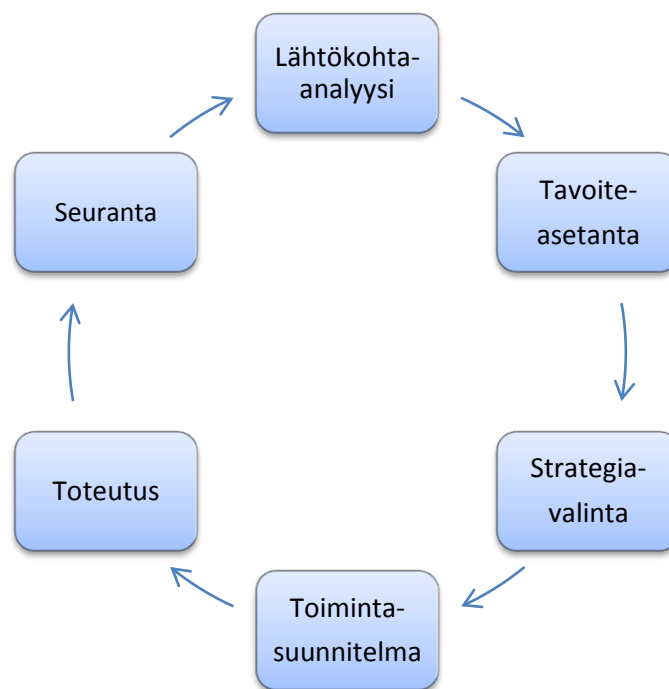 Lähtökohta-
analyysi
Tavoite-
asetanta
Strategia-
valinta
Toiminta-
suunnitelma
Toteutus
Seuranta